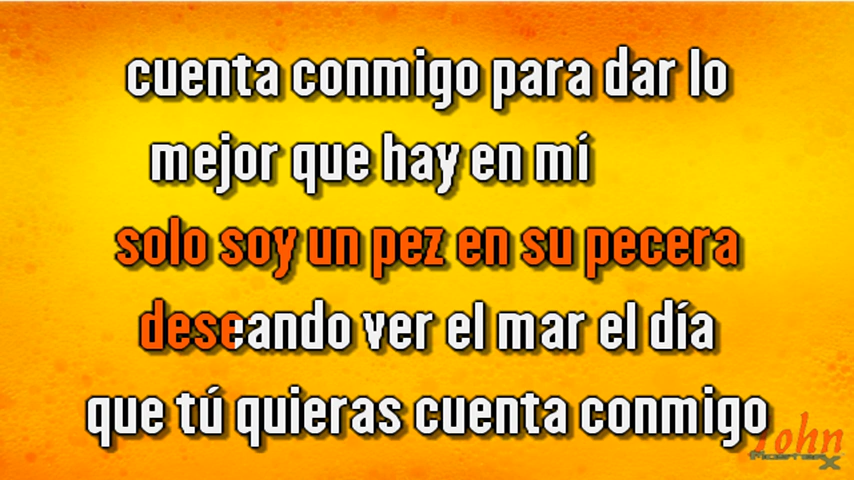 cuenta conmigo para dar lo
mejor que hay en mí
solo soy un pez en su pecera
deseando ver el mar el día
que tú quieras cuenta conmigo
John